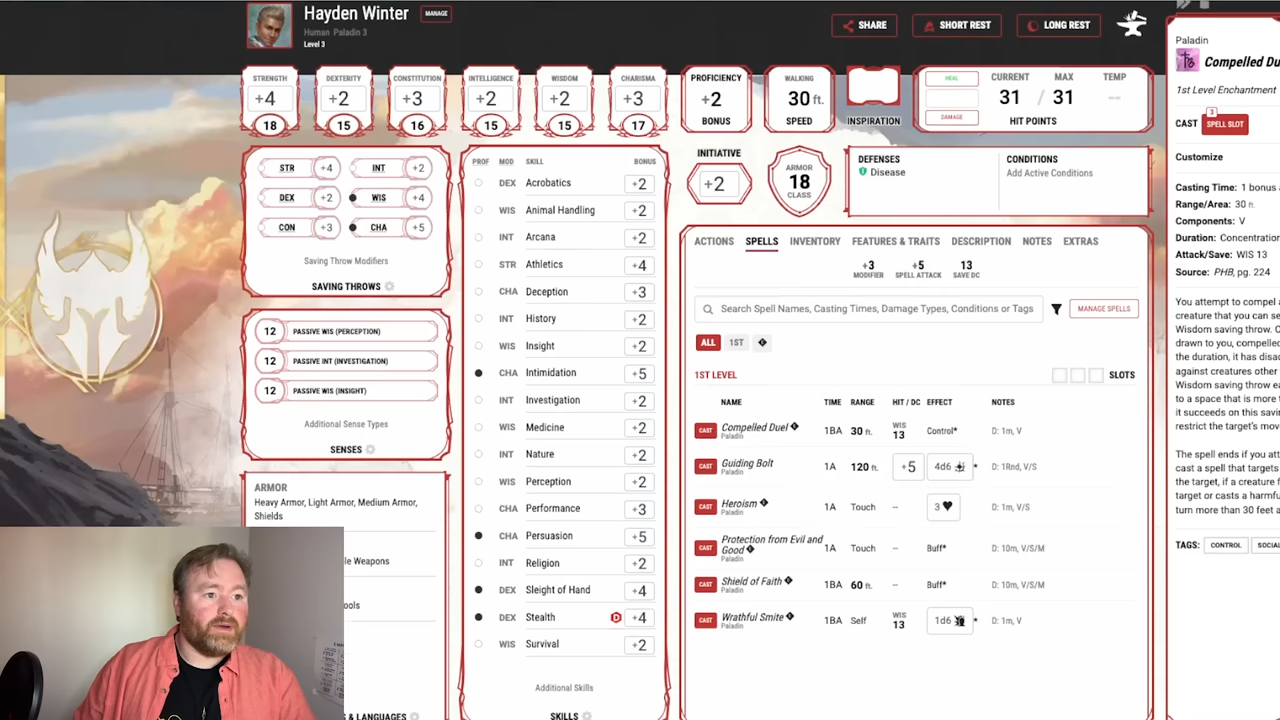 Hayden Winter
MANAGE
Human Paladin 3
Level 3
SHARE
SHORT REST
LONG REST
STRENGTH
+4
18
DEXTERITY
+2
15
CONSTITUTION
+3
16
INTELLIGENCE
+2
15
WISDOM
+2
15
CHARISMA
+3
17
PROFICIENCY
+2
BONUS
WALKING
30 ft.
SPEED
INSPIRATION
HEAL
DAMAGE
CURRENT MAX TEMP
31 / 31 --
HIT POINTS
STR +4 INT +2
DEX +2 WIS +4
CON +3 CHA +5
Saving Throw Modifiers
SAVING THROWS
12 PASSIVE WIS (PERCEPTION)
12 PASSIVE INT (INVESTIGATION)
12 PASSIVE WIS (INSIGHT)
Additional Sense Types
SENSES
ARMOR
Heavy Armor, Light Armor, Medium Armor,
Shields
le Weapons
ools
& LANGUAGES
PROF MOD SKILL BONUS
DEX Acrobatics +2
WIS Animal Handling +2
INT Arcana +2
STR Athletics +4
CHA Deception +3
INT History +2
WIS Insight +2
CHA Intimidation +5
INT Investigation +2
WIS Medicine +2
INT Nature +2
WIS Perception +2
CHA Performance +3
CHA Persuasion +5
INT Religion +2
DEX Sleight of Hand +4
DEX Stealth D +4
WIS Survival +2
Additional Skills
SKILLS
INITIATIVE
+2
ARMOR
18
CLASS
DEFENSES
Disease
CONDITIONS
Add Active Conditions
ACTIONS SPELLS INVENTORY FEATURES & TRAITS DESCRIPTION NOTES EXTRAS
+3 +5 13
MODIFIER SPELL ATTACK SAVE DC
Search Spell Names, Casting Times, Damage Types, Conditions or Tags
MANAGE SPELLS
ALL 1ST
1ST LEVEL SLOTS
NAME TIME RANGE HIT / DC EFFECT NOTES
CAST Compelled Duel 1BA 30 ft. WIS 13 Control* D: 1m, V
Paladin
CAST Guiding Bolt 1A 120 ft. +5 4d6 * D: 1Rnd, V/S
Paladin
CAST Heroism 1A Touch -- 3 D: 1m, V/S
Paladin
CAST Protection from Evil and Good 1A Touch -- Buff* D: 10m, V/S/M
Paladin
CAST Shield of Faith 1BA 60 ft. -- Buff* D: 10m, V/S/M
Paladin
CAST Wrathful Smite 1BA Self WIS 13 1d6 * D: 1m, V
Paladin
Paladin
Compelled Du
1st Level Enchantment
CAST 3 SPELL SLOT
Customize
Casting Time: 1 bonus a
Range/Area: 30 ft
Components: V
Duration: Concentration
Attack/Save: WIS 13
Source: PHB, pg. 224
You attempt to compel a
creature that you can se
Wisdom saving throw. O
drawn to you, compelled
the duration, it has disad
against creatures other
Wisdom saving throw ea
to a space that is more t
it succeeds on this savin
restrict the target's mov
The spell ends if you att
cast a spell that targets
the target, if a creature f
target or casts a harmfu
turn more than 30 feet a
TAGS: CONTROL SOCIAL